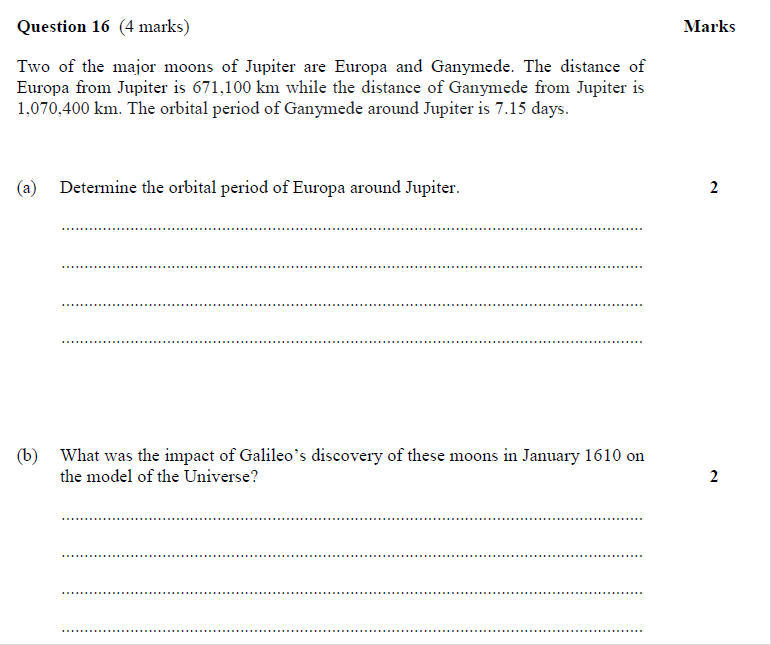 Question 16 (4 marks) Marks
Two of the major moons of Jupiter are Europa and Ganymede. The distance of
Europa from Jupiter is 671,100 km while the distance of Ganymede from Jupiter is
1,070,400 km. The orbital period of Ganymede around Jupiter is 7.15 days.
(a) Determine the orbital period of Europa around Jupiter. 2
(b) What was the impact of Galileo’s discovery of these moons in January 1610 on
the model of the Universe? 2